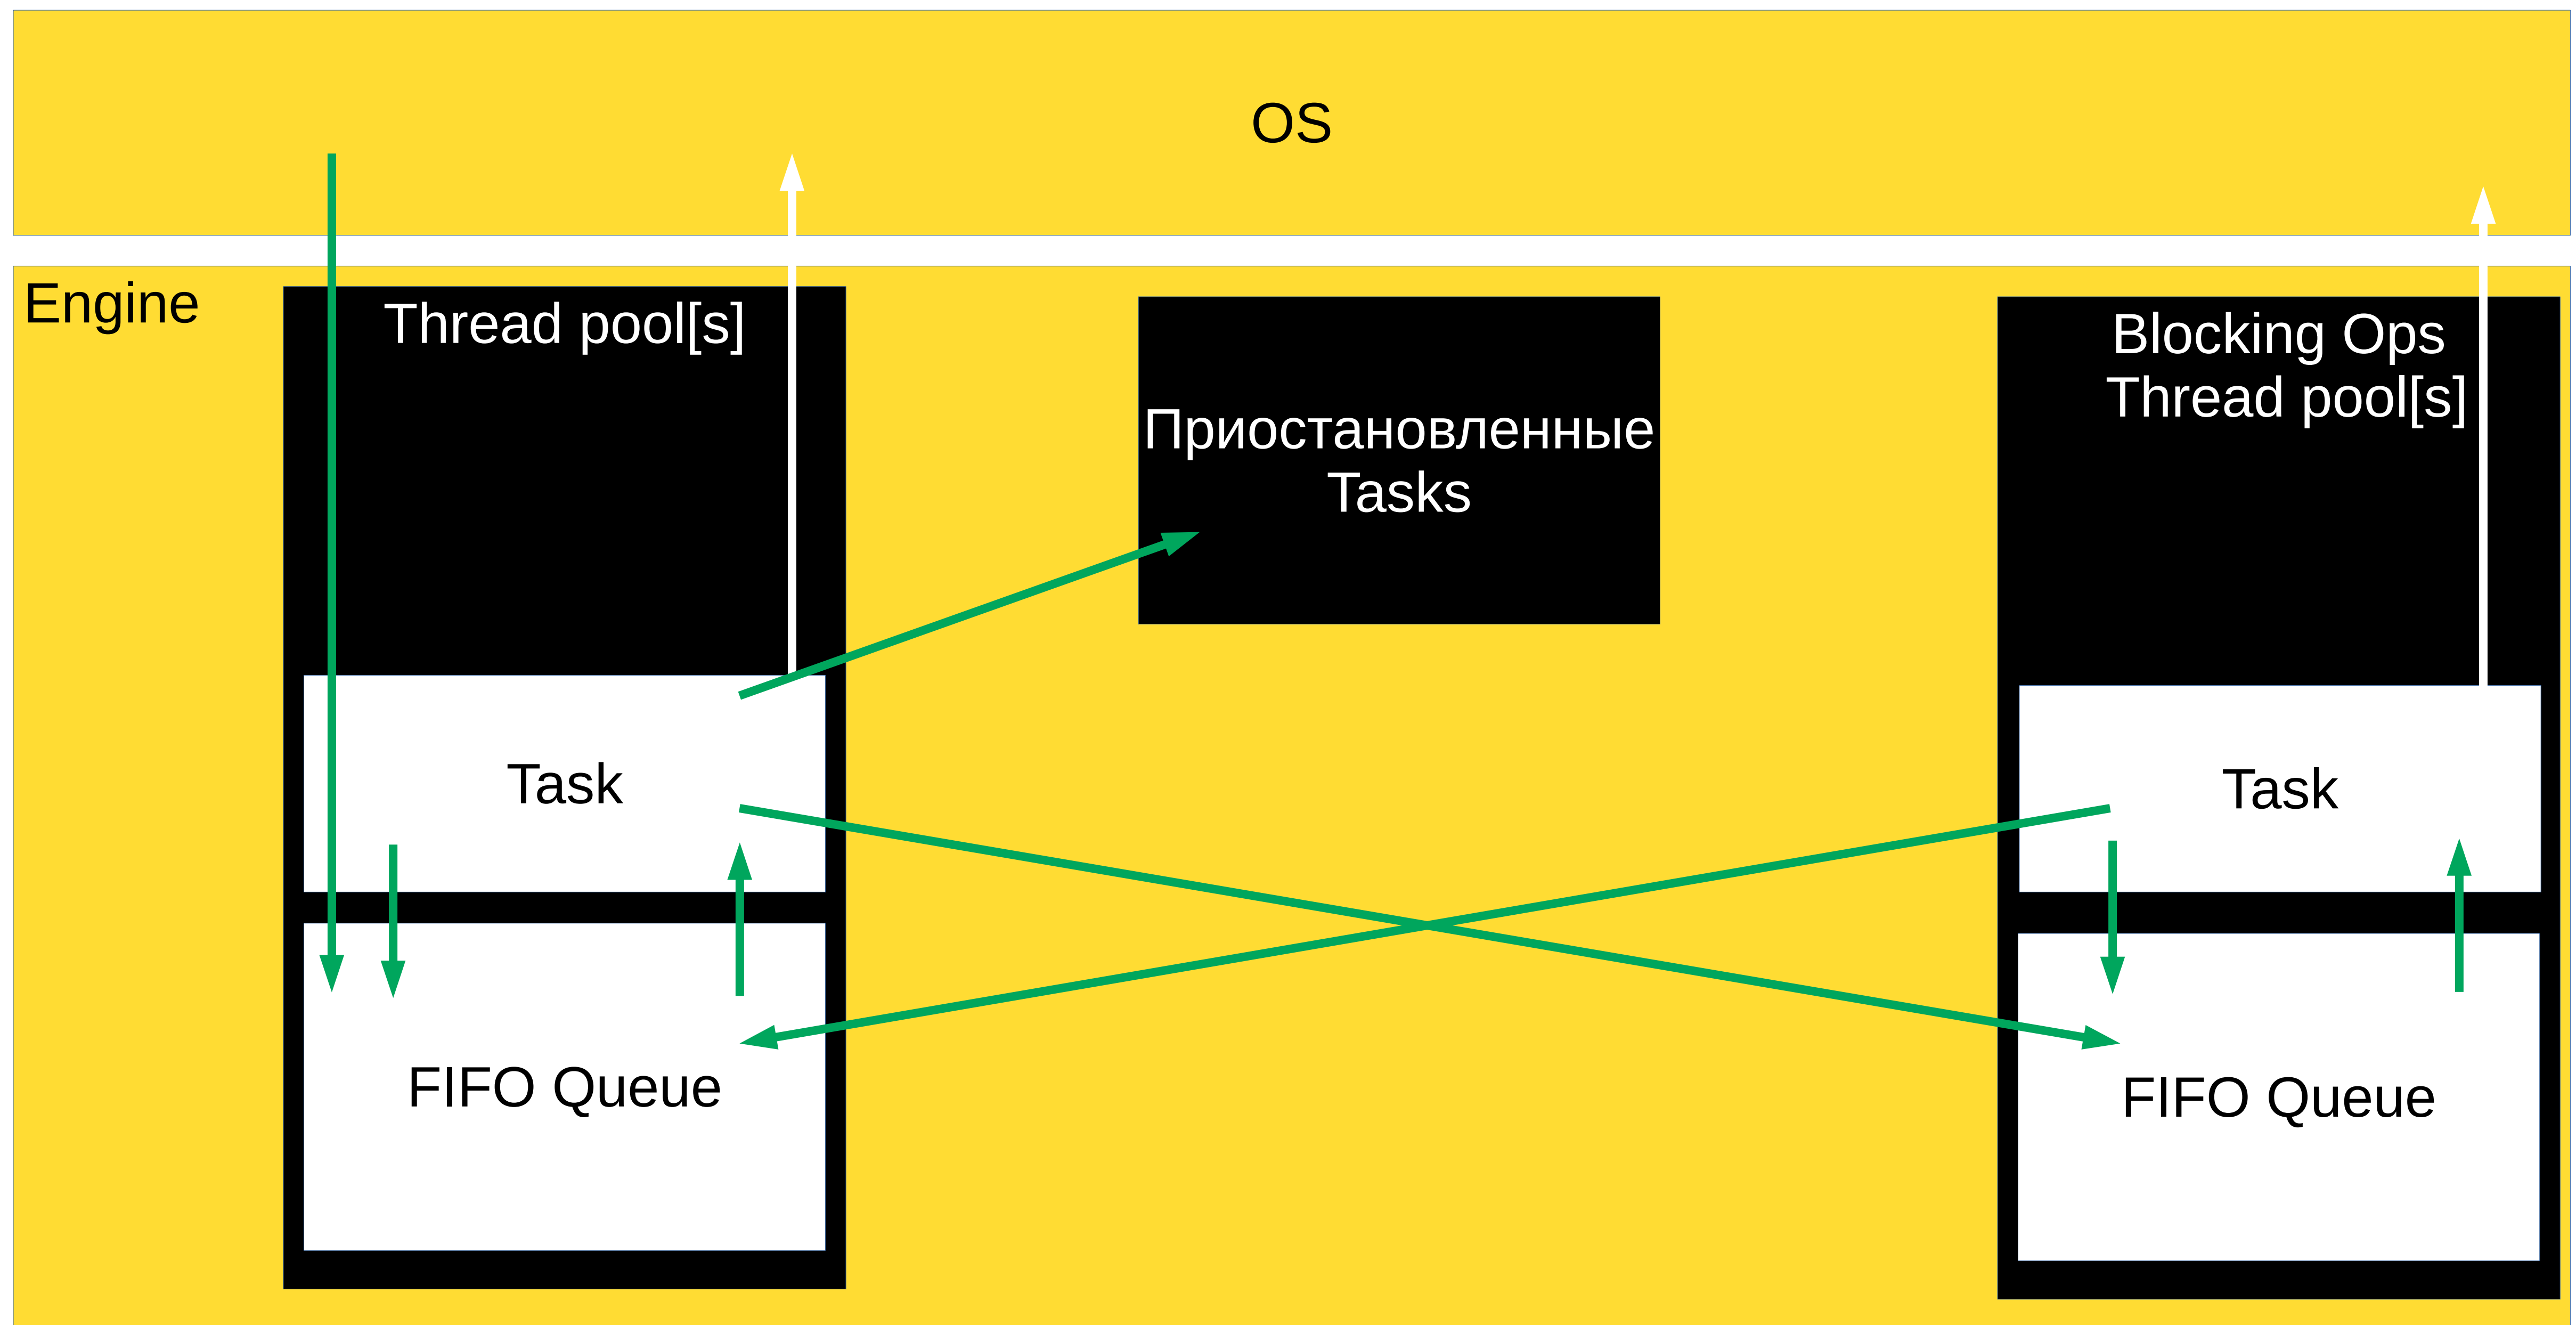 OS
Engine
Thread pool[s]
Task
FIFO Queue
Приостановленные
Tasks
Blocking Ops
Thread pool[s]
Task
FIFO Queue